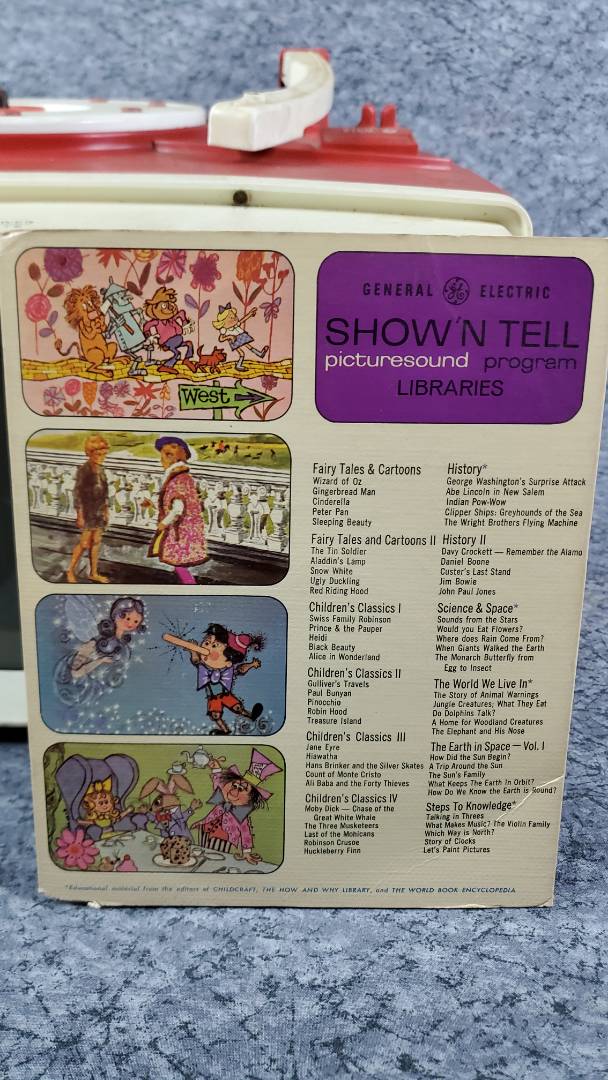 West
GENERAL GE ELECTRIC
SHOW'N TELL
picturesound program
LIBRARIES
Fairy Tales & Cartoons
Wizard of Oz
Gingerbread Man
Cinderella
Peter Pan
Sleeping Beauty
Fairy Tales and Cartoons II
The Tin Soldier
Aladdin's Lamp
Snow White
Ugly Duckling
Red Riding Hood
Children's Classics I
Swiss Family Robinson
Prince & the Pauper
Heidi
Black Beauty
Alice in Wonderland
Children's Classics II
Gulliver's Travels
Paul Bunyan
Pinocchio
Robin Hood
Treasure Island
Children's Classics III
Jane Eyre
Hiawatha
Hans Brinker and the Silver Skates
Count of Monte Cristo
Ali Baba and the Forty Thieves
Children's Classics IV
Moby Dick — Chase of the
Great White Whale
The Three Musketeers
Last of the Mohicans
Robinson Crusoe
Huckleberry Finn
History*
George Washington's Surprise Attack
Abe Lincoln in New Salem
Indian Pow-Wow
Clipper Ships: Greyhounds of the Sea
The Wright Brothers Flying Machine
History II
Davy Crockett — Remember the Alamo
Daniel Boone
Custer's Last Stand
Jim Bowie
John Paul Jones
Science & Space*
Sounds from the Stars
Would you Eat Flowers?
Where does Rain Come From?
When Giants Walked the Earth
The Monarch Butterfly from
Egg to Insect
The World We Live In*
The Story of Animal Warnings
Jungle Creatures; What They Eat
Do Dolphins Talk?
A Home for Woodland Creatures
The Elephant and His Nose
The Earth in Space — Vol. I
How Did the Sun Begin?
A Trip Around the Sun
The Sun's Family
What Keeps The Earth In Orbit?
How Do We Know the Earth is Round?
Steps To Knowledge*
Talking in Threes
What Makes Music? The Violin Family
Which Way is North?
Story of Clocks
Let's Paint Pictures
*Educational material from the editors of CHILDCRAFT, THE HOW AND WHY LIBRARY, and THE WORLD BOOK ENCYCLOPEDIA